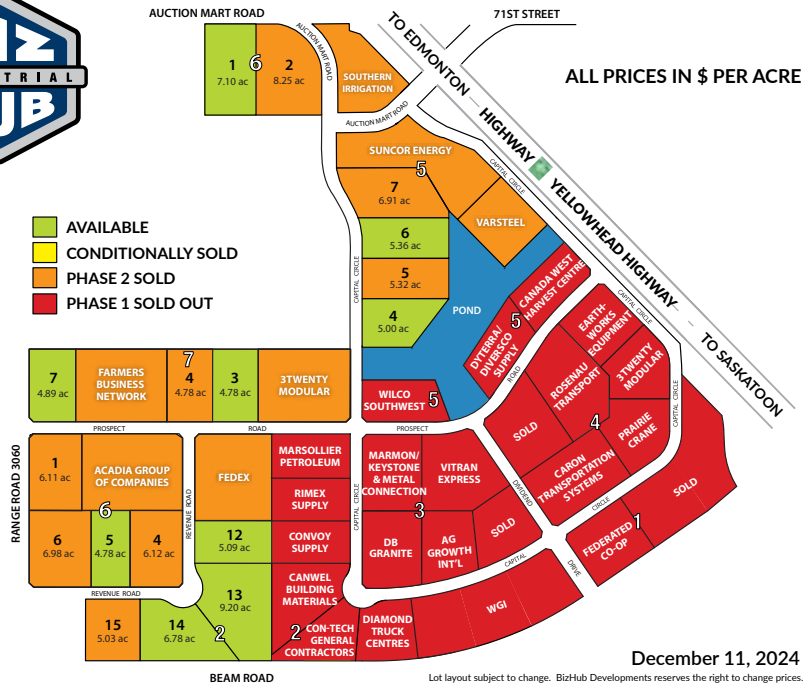 AUCTION MART ROAD
71ST STREET
TO EDMONTON
HIGHWAY
YELLOWHEAD HIGHWAY
TO SASKATOON
ALL PRICES IN $ PER ACRE
TRIAL
UB
1
7.10 ac
6
2
8.25 ac
AUCTION MART ROAD
SOUTHERN
IRRIGATION
AUCTION MART ROAD
SUNCOR ENERGY
5
CAPITAL CIRCLE
7
6.91 ac
VARSTEEL
6
5.36 ac
5
5.32 ac
4
5.00 ac
CAPITAL CIRCLE
POND
AVAILABLE
CONDITIONALLY SOLD
PHASE 2 SOLD
PHASE 1 SOLD OUT
CANADA WEST
HARVEST CENTRE
5
DYTERRA/
DIVERSCO
SUPPLY
ROAD
WILCO
SOUTHWEST
5
CAPITAL CIRCLE
EARTH-
WORKS
EQUIPMENT
3TWENTY
MODULAR
ROSENAU
TRANSPORT
4
PRAIRIE
CRANE
CAPITAL CIRCLE
SOLD
CARON
TRANSPORTATION
SYSTEMS
7
4.89 ac
FARMERS
BUSINESS
NETWORK
7
4
4.78 ac
3
4.78 ac
3TWENTY
MODULAR
PROSPECT
ROAD
PROSPECT
RANGE ROAD 3060
1
6.11 ac
ACADIA GROUP
OF COMPANIES
6
6
6.98 ac
5
4.78 ac
4
6.12 ac
REVENUE ROAD
REVENUE ROAD
FEDEX
12
5.09 ac
13
9.20 ac
MARSOLLIER
PETROLEUM
RIMEX
SUPPLY
CONVOY
SUPPLY
CANWEL
BUILDING
MATERIALS
2
CON-TECH
GENERAL
CONTRACTORS
CAPITAL CIRCLE
MARMON/
KEYSTONE
& METAL
CONNECTION
VITRAN
EXPRESS
3
DB
GRANITE
AG
GROWTH
INT'L
SOLD
DIVIDEND
DRIVE
CAPITAL
CIRCLE
SOLD
1
FEDERATED
CO-OP
WGI
DIAMOND
TRUCK
CENTRES
15
5.03 ac
14
6.78 ac
2
BEAM ROAD
December 11, 2024
Lot layout subject to change. BizHub Developments reserves the right to change prices.